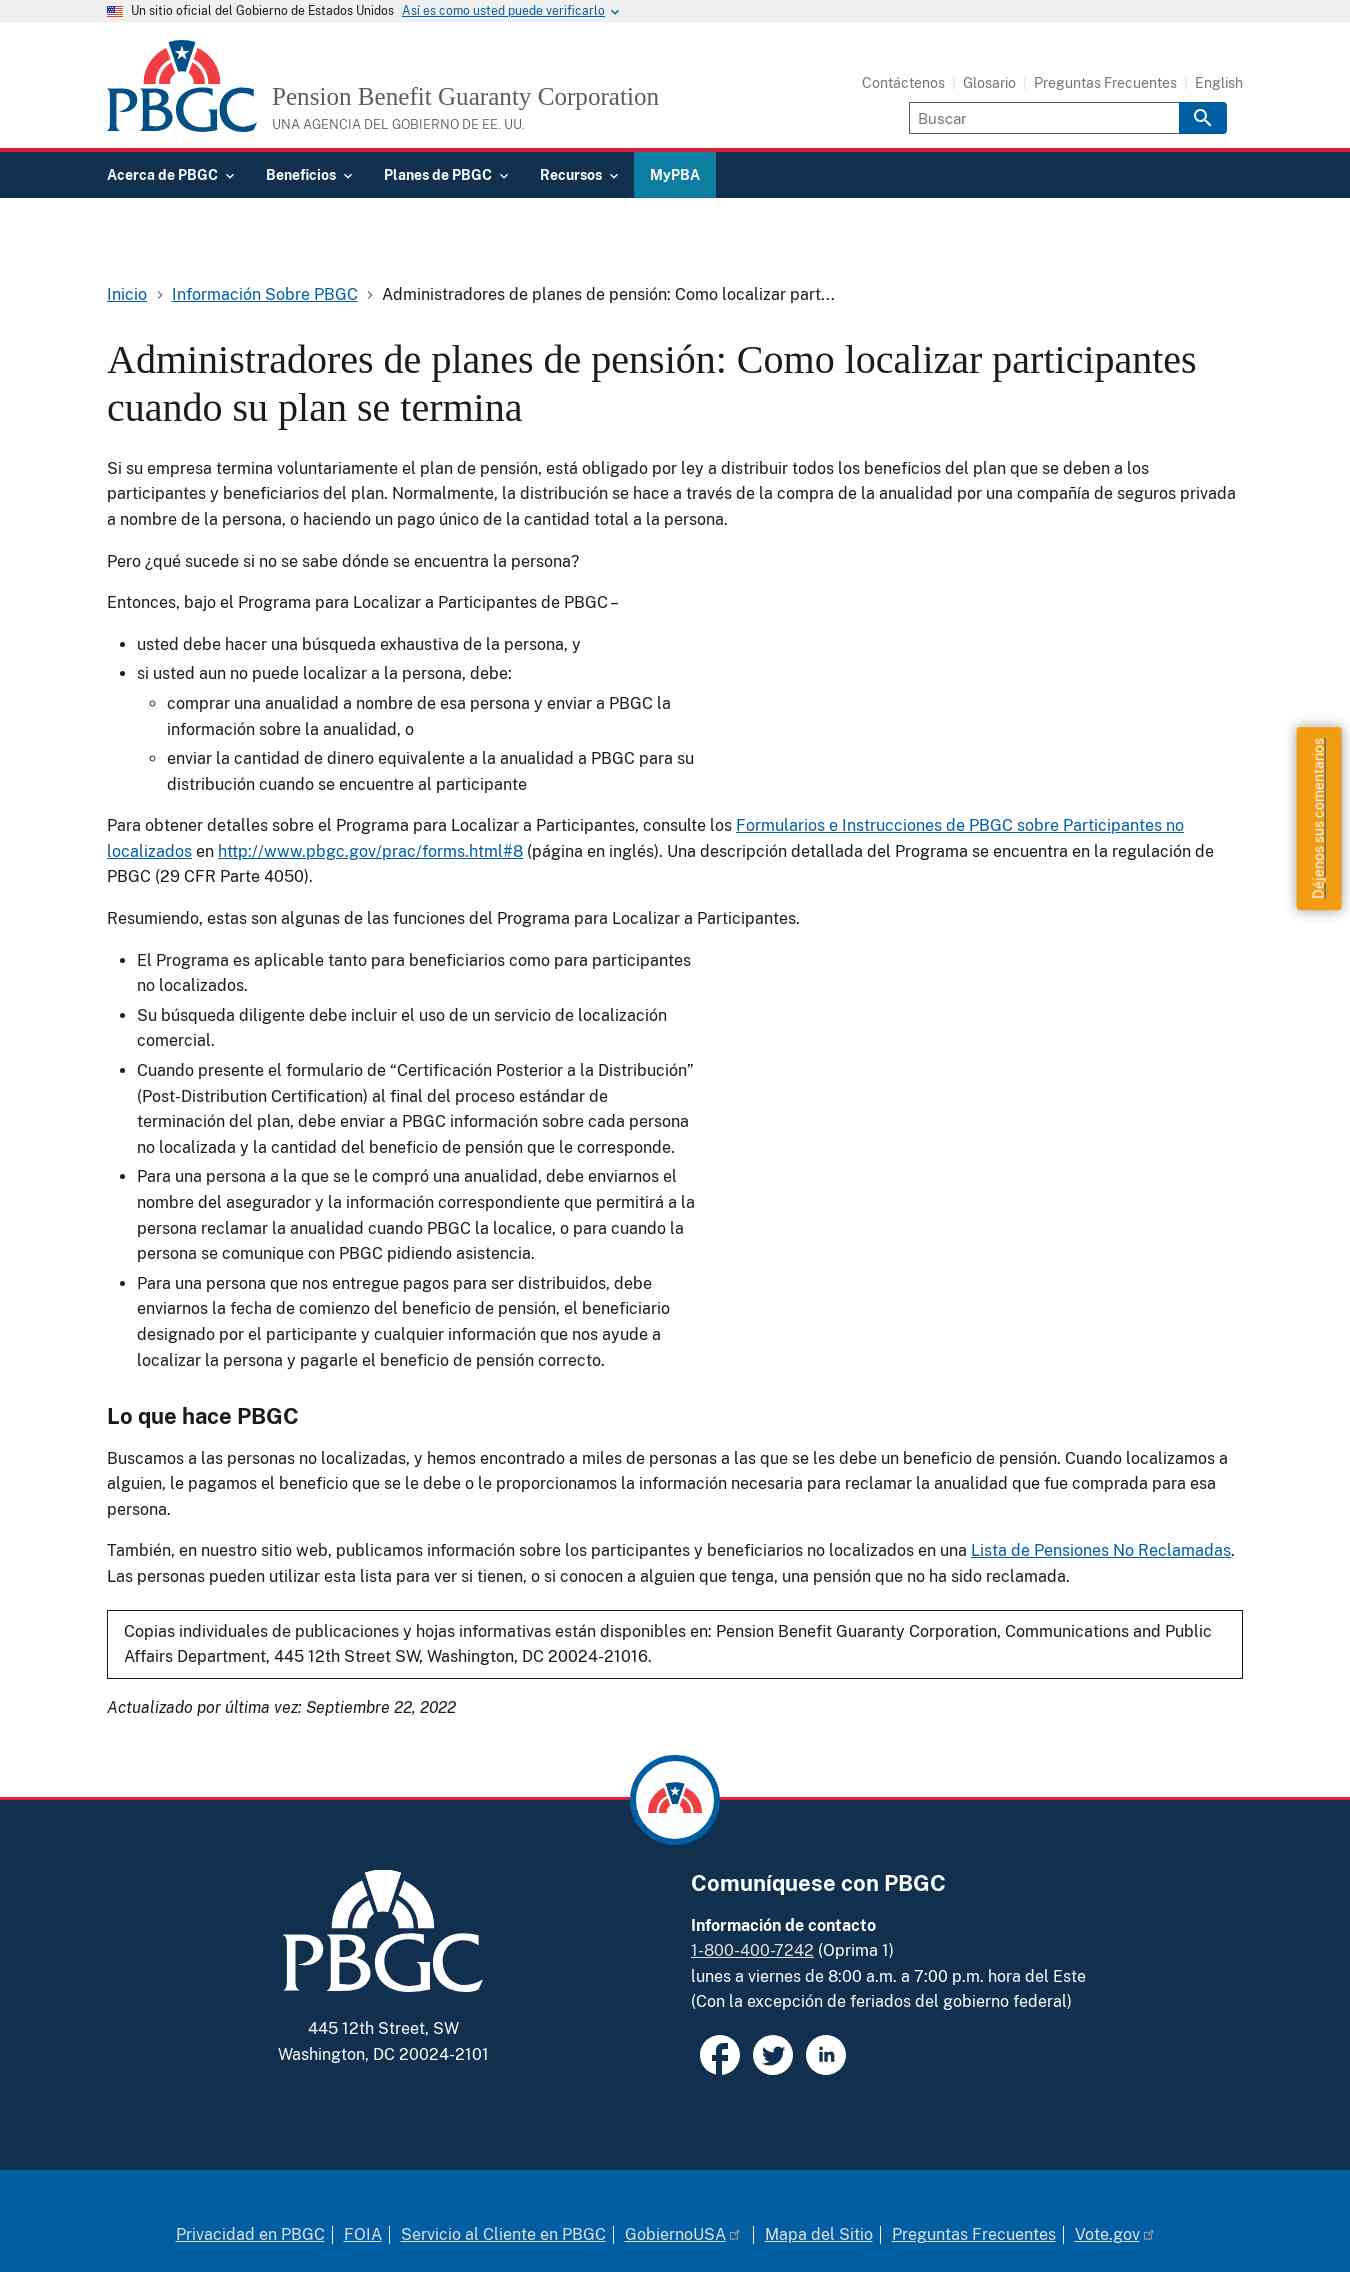 Un sitio oficial del Gobierno de Estados Unidos Así es como usted puede verificarlo
PBGC
Pension Benefit Guaranty Corporation
UNA AGENCIA DEL GOBIERNO DE EE. UU.
Contáctenos Glosario Preguntas Frecuentes English
Buscar
Acerca de PBGC Beneficios Planes de PBGC Recursos MyPBA
Inicio Información Sobre PBGC Administradores de planes de pensión: Como localizar part...
Administradores de planes de pensión: Como localizar participantes
cuando su plan se termina
Si su empresa termina voluntariamente el plan de pensión, está obligado por ley a distribuir todos los beneficios del plan que se deben a los
participantes y beneficiarios del plan. Normalmente, la distribución se hace a través de la compra de la anualidad por una compañía de seguros privada
a nombre de la persona, o haciendo un pago único de la cantidad total a la persona.
Pero ¿qué sucede si no se sabe dónde se encuentra la persona?
Entonces, bajo el Programa para Localizar a Participantes de PBGC –
• usted debe hacer una búsqueda exhaustiva de la persona, y
• si usted aun no puede localizar a la persona, debe:
◦ comprar una anualidad a nombre de esa persona y enviar a PBGC la
información sobre la anualidad, o
◦ enviar la cantidad de dinero equivalente a la anualidad a PBGC para su
distribución cuando se encuentre al participante
Para obtener detalles sobre el Programa para Localizar a Participantes, consulte los Formularios e Instrucciones de PBGC sobre Participantes no
localizados en http://www.pbgc.gov/prac/forms.html#8 (página en inglés). Una descripción detallada del Programa se encuentra en la regulación de
PBGC (29 CFR Parte 4050).
Resumiendo, estas son algunas de las funciones del Programa para Localizar a Participantes.
• El Programa es aplicable tanto para beneficiarios como para participantes
no localizados.
• Su búsqueda diligente debe incluir el uso de un servicio de localización
comercial.
• Cuando presente el formulario de “Certificación Posterior a la Distribución”
(Post-Distribution Certification) al final del proceso estándar de
terminación del plan, debe enviar a PBGC información sobre cada persona
no localizada y la cantidad del beneficio de pensión que le corresponde.
• Para una persona a la que se le compró una anualidad, debe enviarnos el
nombre del asegurador y la información correspondiente que permitirá a la
persona reclamar la anualidad cuando PBGC la localice, o para cuando la
persona se comunique con PBGC pidiendo asistencia.
• Para una persona que nos entregue pagos para ser distribuidos, debe
enviarnos la fecha de comienzo del beneficio de pensión, el beneficiario
designado por el participante y cualquier información que nos ayude a
localizar la persona y pagarle el beneficio de pensión correcto.
Déjenos sus comentarios
Lo que hace PBGC
Buscamos a las personas no localizadas, y hemos encontrado a miles de personas a las que se les debe un beneficio de pensión. Cuando localizamos a
alguien, le pagamos el beneficio que se le debe o le proporcionamos la información necesaria para reclamar la anualidad que fue comprada para esa
persona.
También, en nuestro sitio web, publicamos información sobre los participantes y beneficiarios no localizados en una Lista de Pensiones No Reclamadas.
Las personas pueden utilizar esta lista para ver si tienen, o si conocen a alguien que tenga, una pensión que no ha sido reclamada.
Copias individuales de publicaciones y hojas informativas están disponibles en: Pension Benefit Guaranty Corporation, Communications and Public
Affairs Department, 445 12th Street SW, Washington, DC 20024-21016.
Actualizado por última vez: Septiembre 22, 2022
PBGC
445 12th Street, SW
Washington, DC 20024-2101
Comuníquese con PBGC
Información de contacto
1-800-400-7242 (Oprima 1)
lunes a viernes de 8:00 a.m. a 7:00 p.m. hora del Este
(Con la excepción de feriados del gobierno federal)
in
Privacidad en PBGC FOIA Servicio al Cliente en PBGC GobiernoUSA Mapa del Sitio Preguntas Frecuentes Vote.gov